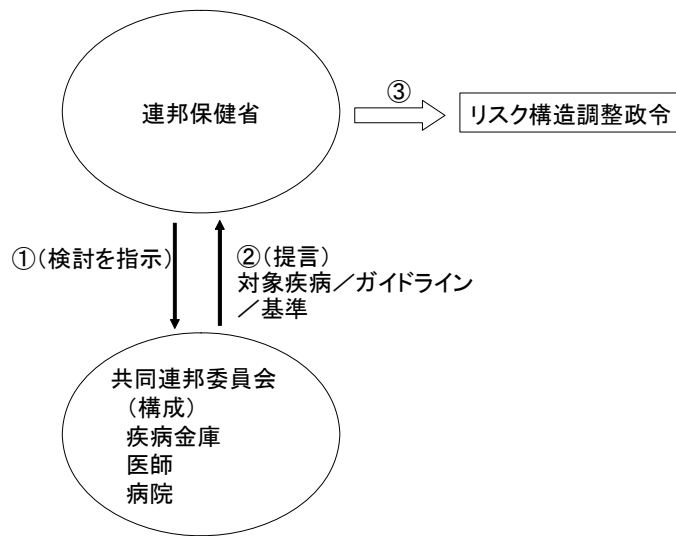 連邦保健省
③
リスク構造調整政令
①(検討を指示)
②(提言)
対象疾病／ガイドライン
／基準
共同連邦委員会
(構成)
疾病金庫
医師
病院